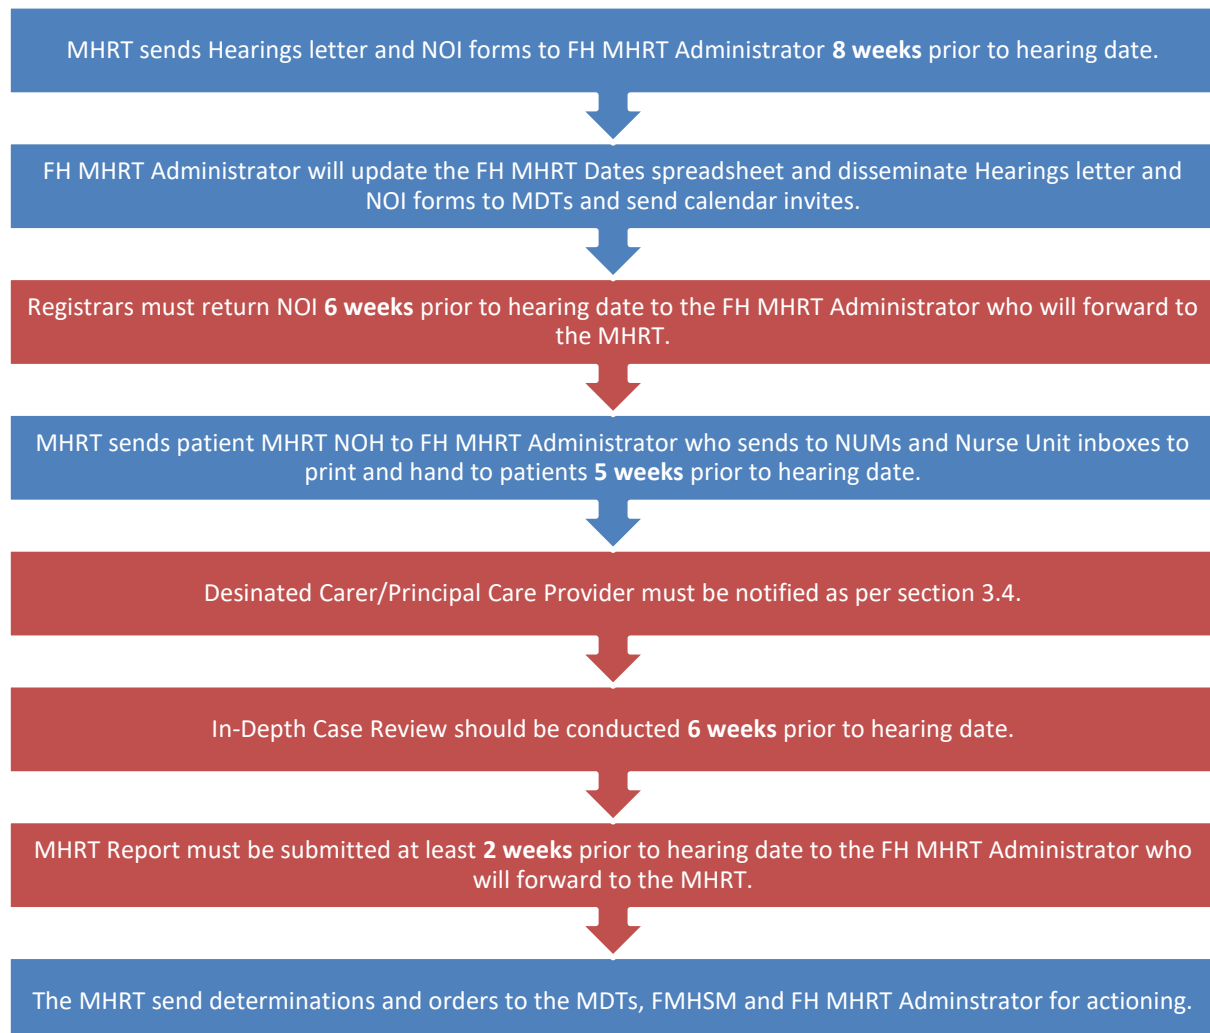 MHRT sends Hearings letter and NOI forms to FH MHRT Administrator 8 weeks prior to hearing date.
FH MHRT Administrator will update the FH MHRT Dates spreadsheet and disseminate Hearings letter and
NOI forms to MDTs and send calendar invites.
Registrars must return NOI 6 weeks prior to hearing date to the FH MHRT Administrator who will forward to
the MHRT.
MHRT sends patient MHRT NOH to FH MHRT Administrator who sends to NUMs and Nurse Unit inboxes to
print and hand to patients 5 weeks prior to hearing date.
Desinated Carer/Principal Care Provider must be notified as per section 3.4.
In-Depth Case Review should be conducted 6 weeks prior to hearing date.
MHRT Report must be submitted at least 2 weeks prior to hearing date to the FH MHRT Administrator who
will forward to the MHRT.
The MHRT send determinations and orders to the MDTs, FMHSM and FH MHRT Adminstrator for actioning.